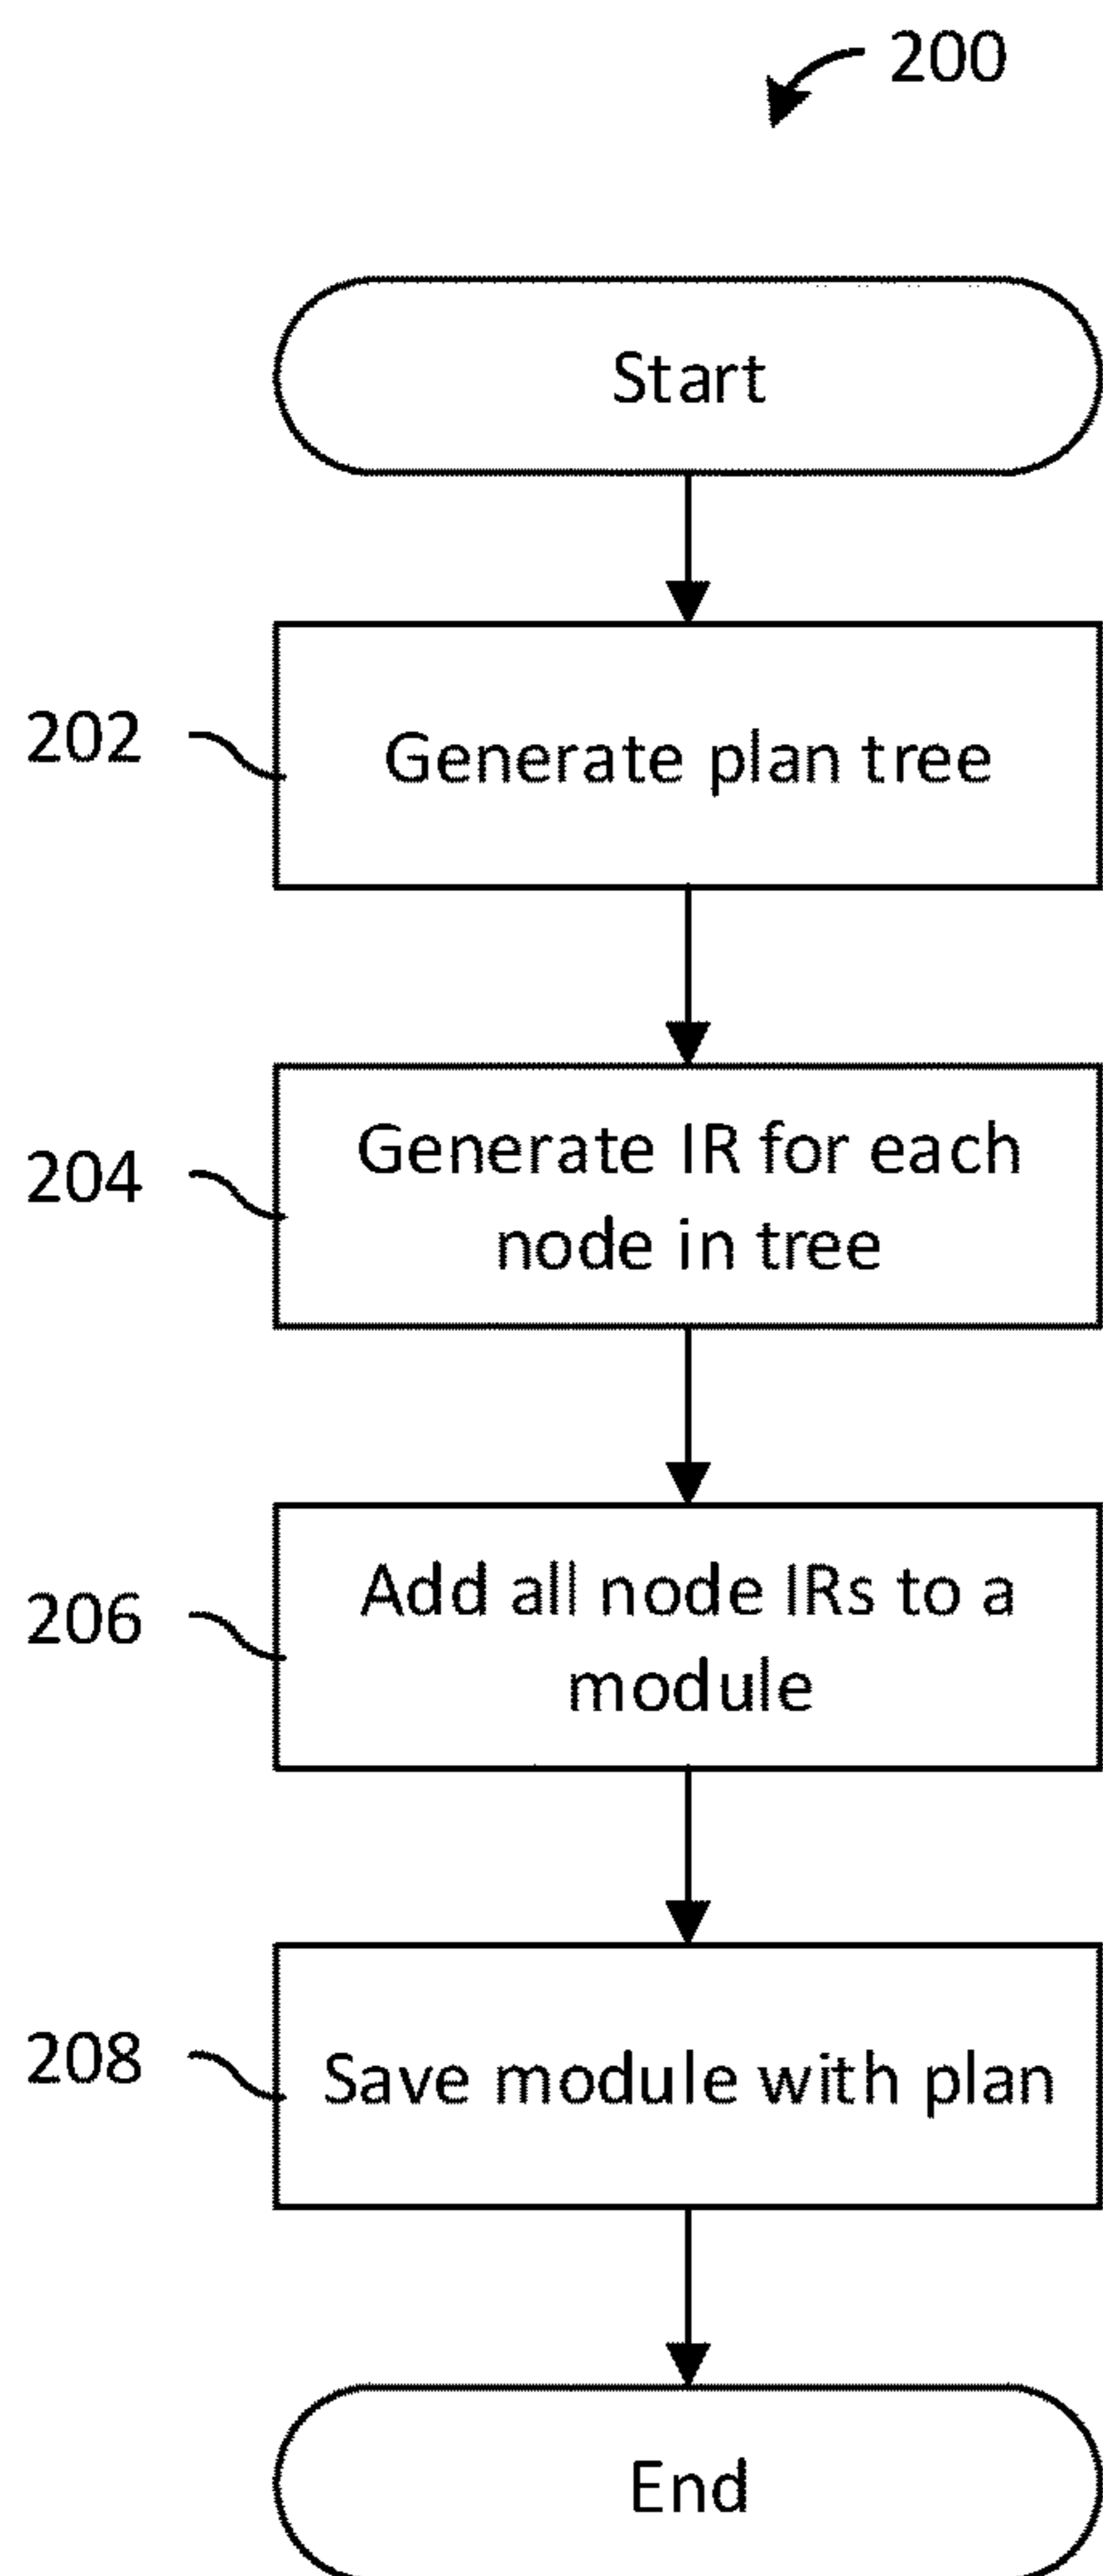 200
Start
202
Generate plan tree
204
Generate IR for each
node in tree
206
Add all node IRs to a
module
208
Save module with plan
End